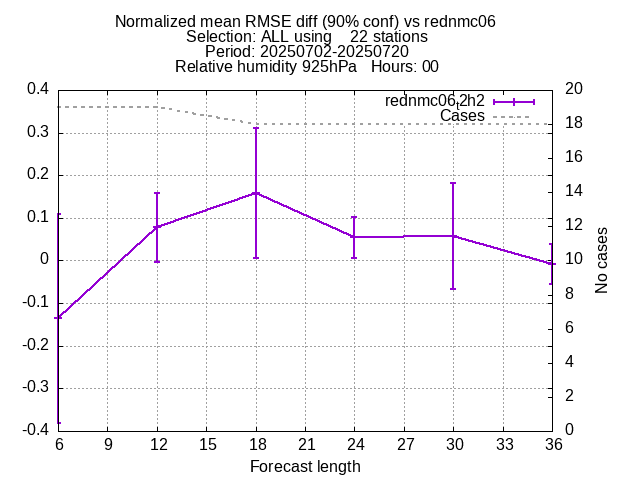 Normalized mean RMSE diff (90% conf) vs rednmc06
Selection: ALL using    22 stations
Period: 20250702-20250720
Relative humidity 925hPa   Hours: 00
rednmc06t2h2
Cases
0.4
0.3
0.2
0.1
0
-0.1
-0.2
-0.3
-0.4
20
18
16
14
12
10
8
6
4
2
0
No cases
6 9 12 15 18 21 24 27 30 33 36
Forecast length